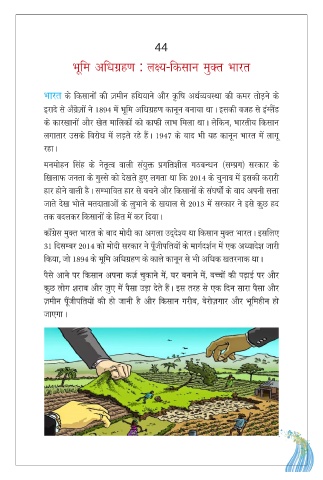 44
भूमि अधिग्रहण : लक्ष्य-किसान मुक्त भारत
भारत के किसानों की ज़मीन हथियाने और कृषि अर्थव्यवस्था की कमर तोड़ने के
इरादे से अँग्रेज़ों ने 1894 में भूमि अधिग्रहण कानून बनाया था। इसकी वजह से इंग्लैंड
के कारखानों और खेत मालिकों को काफी लाभ मिला था। लेकिन, भारतीय किसान
लगातार उसके विरोध में लड़ते रहे हैं। 1947 के बाद भी यह कानून भारत में लागू
रहा।
मनमोहन सिंह के नेतृत्व वाली संयुक्त प्रगतिशील गठबन्धन (सम्प्रग) सरकार के
खिलाफ जनता के गुस्से को देखते हुए लगता था कि 2014 के चुनाव में इसकी करारी
हार होने वाली है। सम्भावित हार से बचने और किसानों के संघर्षों के बाद अपनी सत्ता
जाते देख भोले मतदाताओं के लुभाने के खयाल से 2013 में सरकार ने इसे कुछ हद
तक बदलकर किसानों के हित में कर दिया।
काँग्रेस मुक्त भारत के बाद मोदी का अगला उद्देश्य था किसान मुक्त भारत। इसलिए
31 दिसम्बर 2014 को मोदी सरकार ने पूँजीपतियों के मार्गदर्शन में एक अध्यादेश जारी
किया, जो 1894 के भूमि अधिग्रहण के काले कानून से भी अधिक खतरनाक था।
पैसे आने पर किसान अपना कर्ज़ चुकाने में, घर बनाने में, बच्चों की पढ़ाई पर और
कुछ लोग शराब और जुए में पैसा उड़ा देते हैं। इस तरह से एक दिन सारा पैसा और
ज़मीन पूँजीपतियों की हो जानी है और किसान गरीब, बेरोज़गार और भूमिहीन हो
जाएगा।